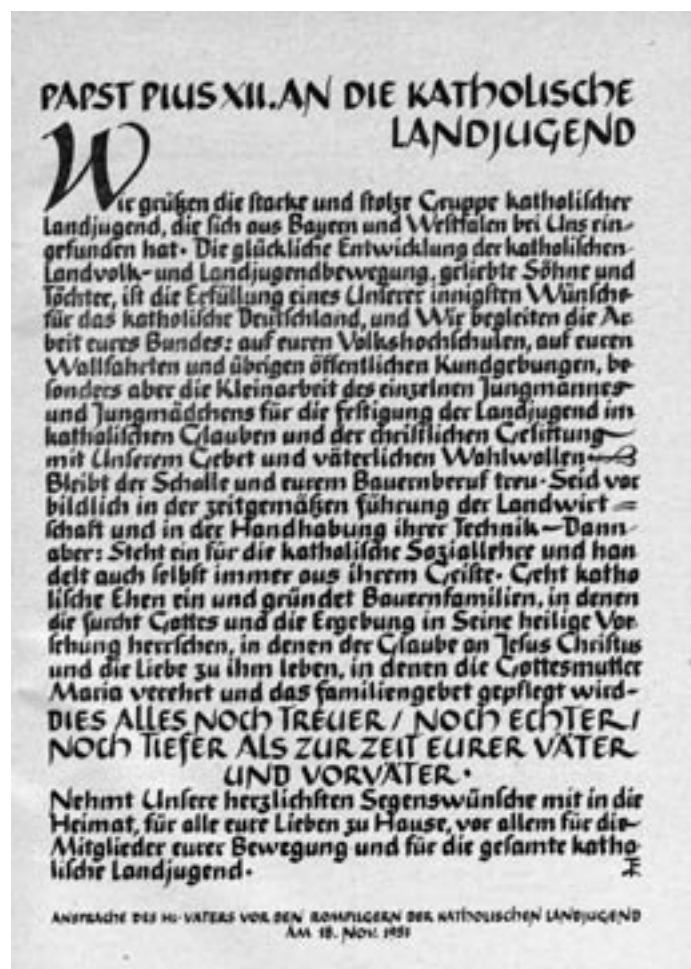 PAPST PIUS XII. AN DIE KATHOLISCHE
LANDJUGEND
Wir grüßen die starke und stolze Gruppe katholischer
Landjugend, die sich aus Bayern und Westfalen bei Uns ein-
gefunden hat. Die glückliche Entwicklung der katholischen
Landvolk- und Landjugendbewegung, geliebte Söhne und
Töchter, ist die Erfüllung eines Unserer innigsten Wünsche
für das katholische Deutschland, und Wir begleiten die Ar
beit eures Bundes: auf euren Volkshochschulen, auf euren
Wallfahrten und übrigen öffentlichen Kundgebungen, be-
sonders aber die Kleinarbeit des einzelnen Jungmannes
und Jungmädchens für die Festigung der Landjugend im
katholischen Glauben und der christlichen Gesittung
mit Unserem Gebet und väterlichen Wohlwollen.
Bleibt der Scholle und eurem Bauernberuf treu. Seid vor
bildlich in der zeitgemäßen Führung der Landwirt=
schaft und in der Handhabung ihrer Technik - Dann
aber: Steht ein für die katholische Soziallehre und han
delt auch selbst immer aus ihrem Geiste. Geht katho
lische Ehen ein und gründet Bauernfamilien, in denen
die Furcht Gottes und die Ergebung in Seine heilige Vor
sehung herrschen, in denen der Glaube an Jesus Christus
und die Liebe zu ihm leben, in denen die Gottesmutter
Maria verehrt und das Familiengebet gepflegt wird-
DIES ALLES NOCH TREUER / NOCH ECHTER /
NOCH TIEFER ALS ZUR ZEIT EURER VÄTER
UND VORVÄTER.
Nehmt Unsere herzlichsten Segenswünsche mit in die
Heimat, für alle eure Lieben zu Hause, vor allem für die
Mitglieder eurer Bewegung und für die gesamte katho
lische Landjugend.
ANSPRACHE DES HL. VATERS VOR DEN ROMPILGERN DER KATHOLISCHEN LANDJUGEND
AM 18. NOV. 1951